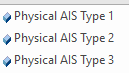 Physical AIS Type 1
Physical AIS Type 2
Physical AIS Type 3